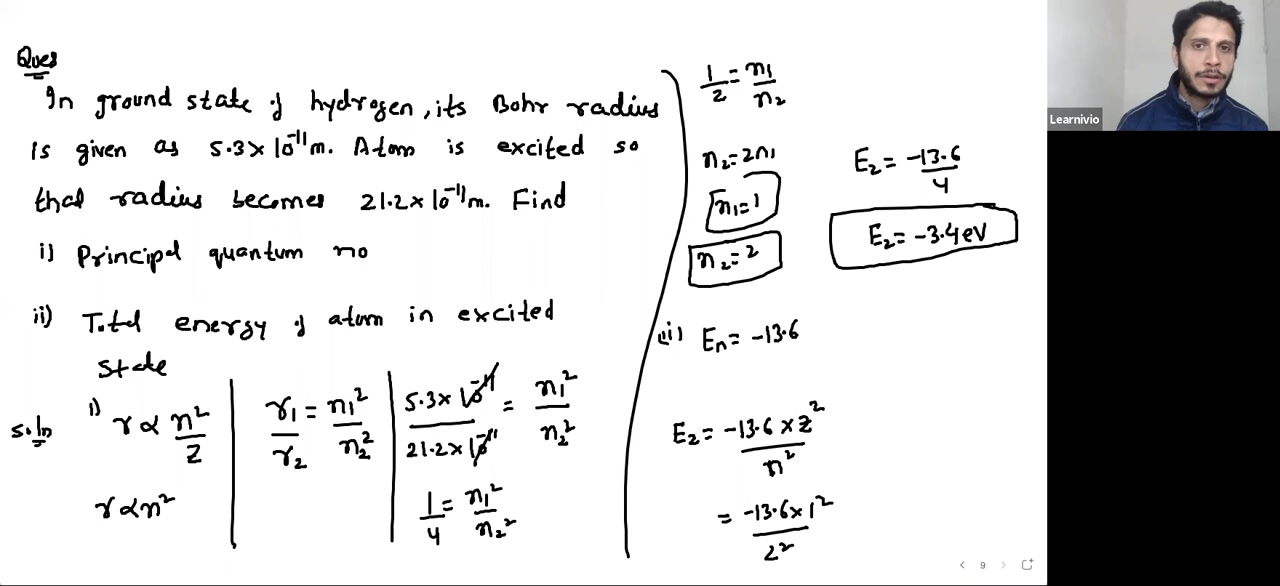 Ques
In ground state of hydrogen, its Bohr radius
is given as 5.3×10⁻¹¹m. Atom is excited so
that radius becomes 21.2×10⁻¹¹m. Find
i) Principal quantum no
ii) Total energy of atom in excited
state
Soln
i) r ∝ n²/Z
r ∝ n²
r₁/r₂ = n₁²/n₂²
5.3×10⁻¹¹/21.2×10⁻¹¹ = n₁²/n₂²
1/4 = n₁²/n₂²
1/2 = n₁/n₂
n₂=2n₁
n₁=1
n₂=2
(ii) Eₙ = -13.6
E₂ = -13.6×Z²/n²
= -13.6×1²/2²
E₂ = -13.6/4
E₂ = -3.4eV
Learnivio
9